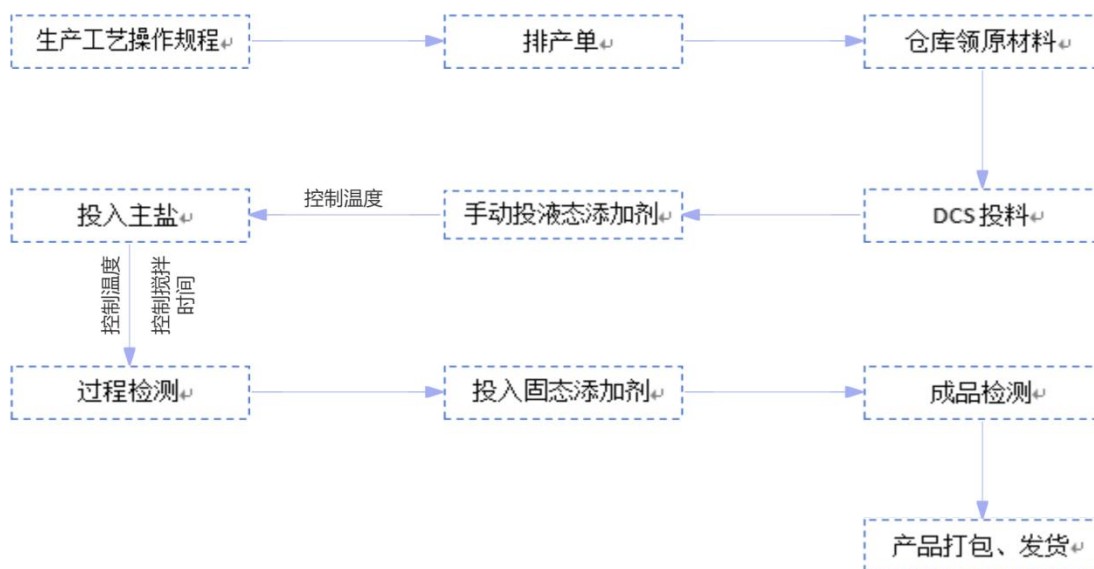 生产工艺操作规程↵
排产单↵
仓库领原材料↵
DCS 投料↵
手动投液态添加剂↵
控制温度
投入主盐↵
控制温度
控制搅拌
时间
过程检测↵
投入固态添加剂↵
成品检测↵
产品打包、发货↵